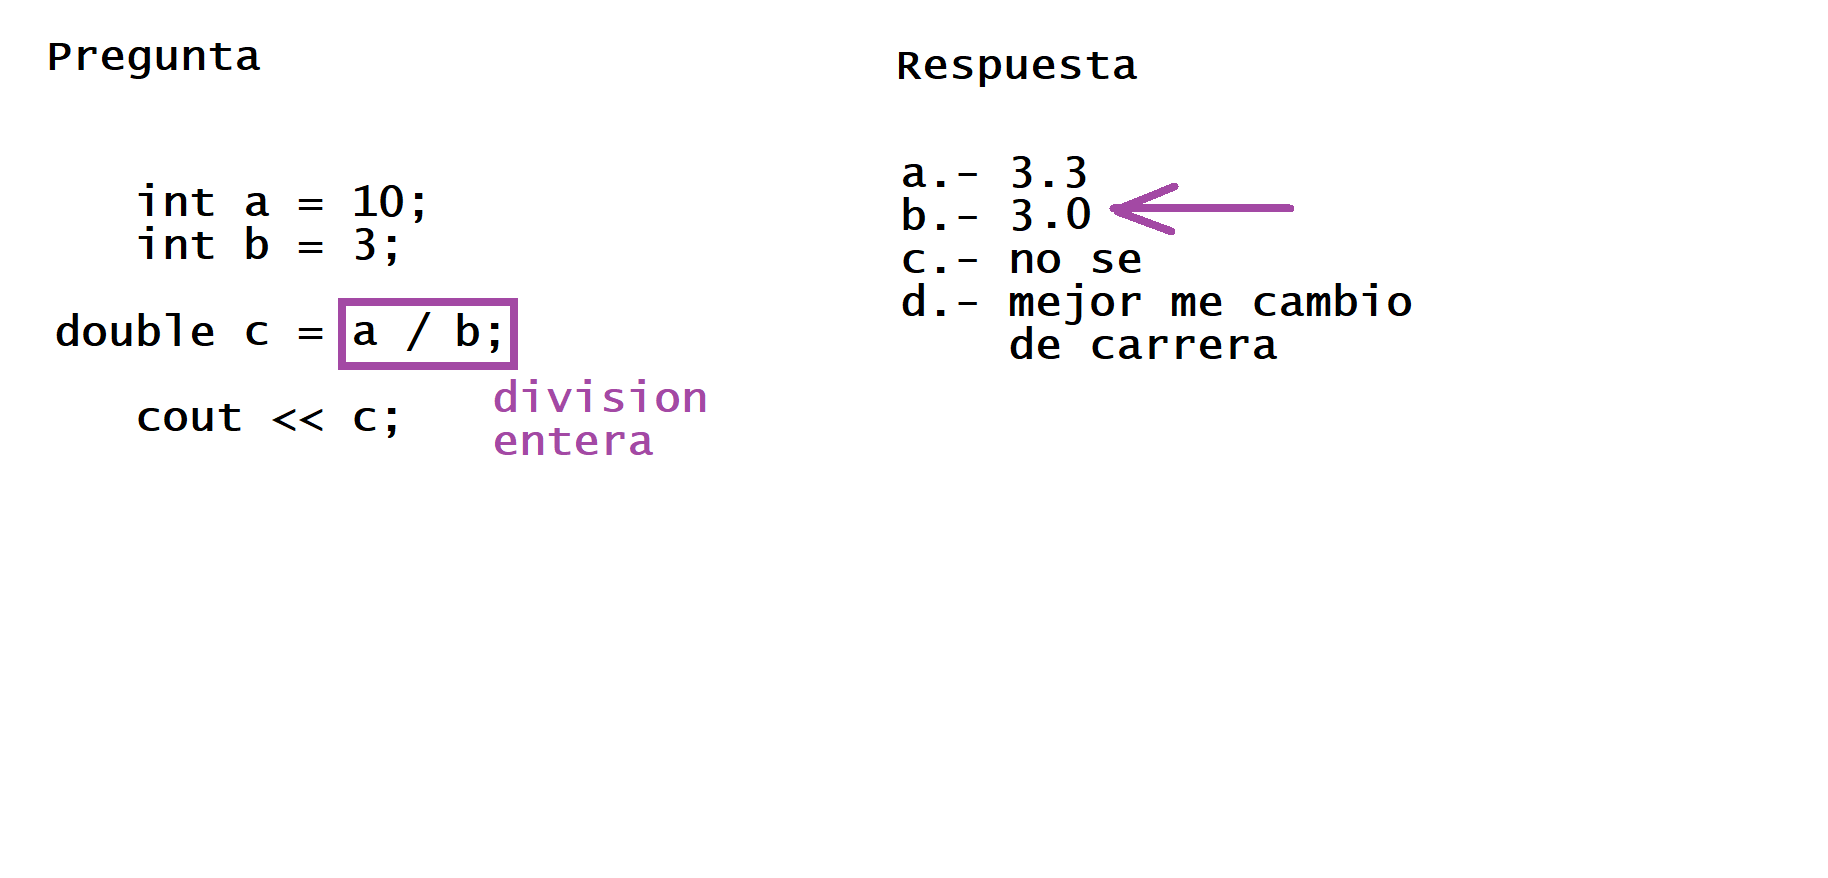 Pregunta
int a = 10;
int b = 3;
double c = a / b;
cout << c;
division
entera
Respuesta
a.- 3.3
b.- 3.0
c.- no se
d.- mejor me cambio
de carrera